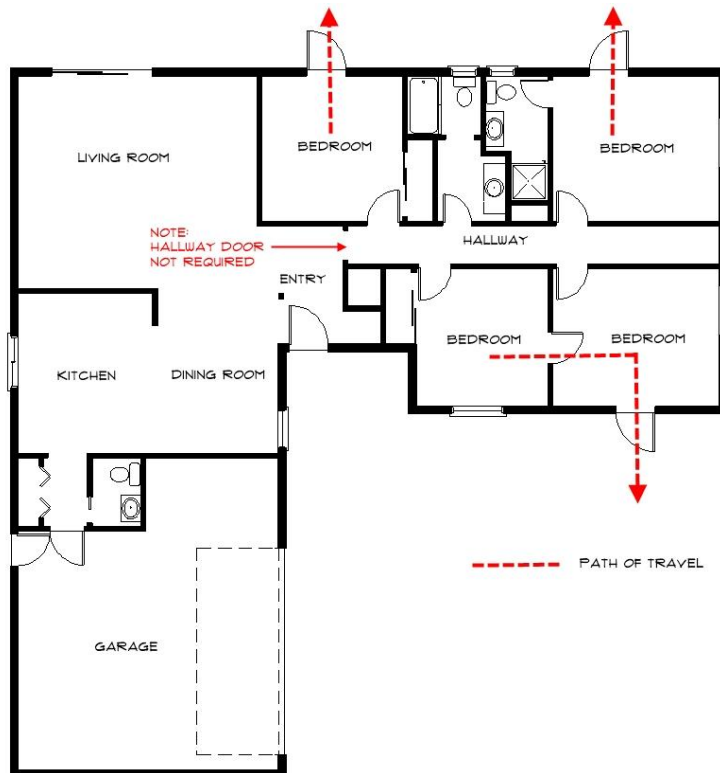 LIVING ROOM
BEDROOM
BEDROOM
NOTE:
HALLWAY DOOR
NOT REQUIRED
HALLWAY
ENTRY
BEDROOM
BEDROOM
KITCHEN
DINING ROOM
PATH OF TRAVEL
GARAGE